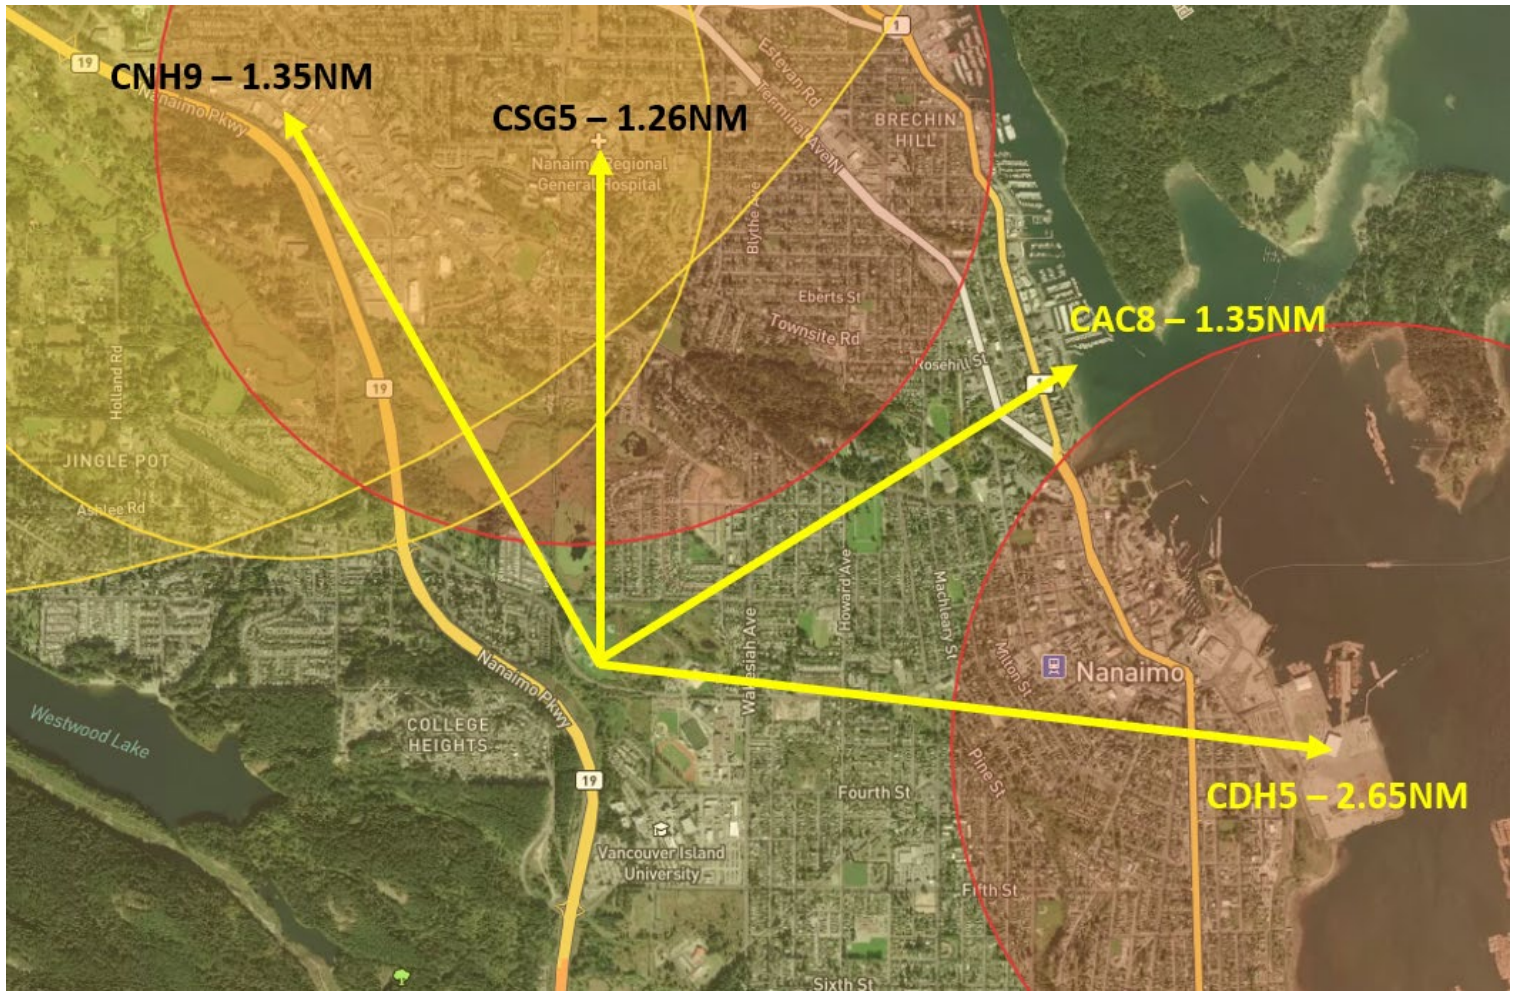 1
19
CNH9 – 1.35NM
Nanaimo Pkwy
CSG5 – 1.26NM
Nanaimo Regional
General Hospital
Estevan Rd
Terminal Ave N
BRECHIN
HILL
Blythe Ave
Eberts St
Townsite Rd
CAC8 – 1.35NM
Rosehill St
Holland Rd
19
JINGLE POT
Ashlee Rd
Howard Ave
Machleary St
Wakesiah Ave
Milton St
Nanaimo
Nanaimo Pkwy
Westwood Lake
COLLEGE
HEIGHTS
Pine St
19
Fourth St
CDH5 – 2.65NM
Vancouver Island
University
Fifth St
Sixth St